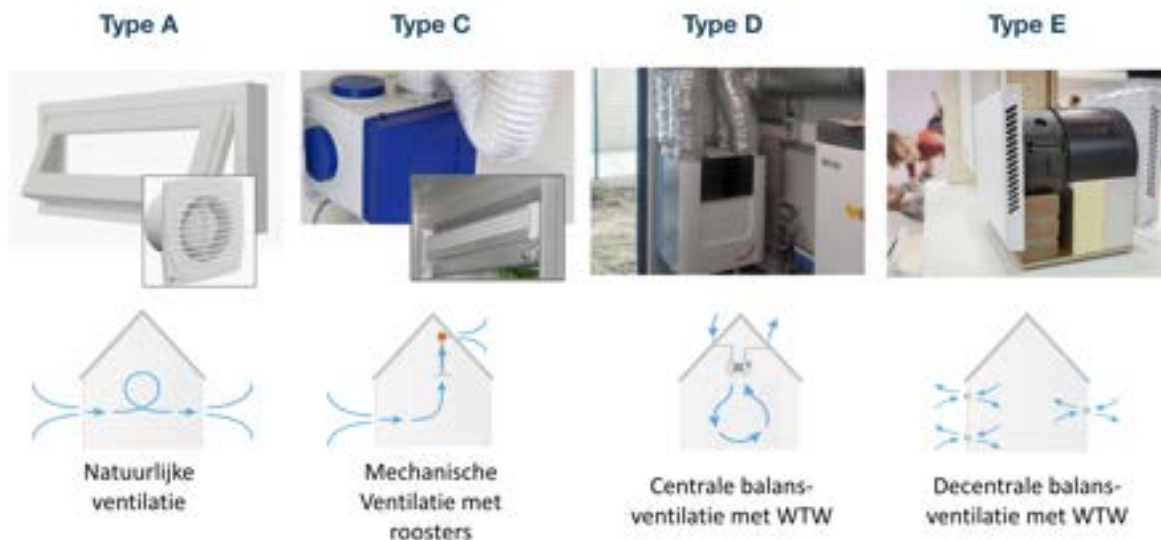 Type A
Type C
Type D
Type E
Natuurlijke
ventilatie
Mechanische
Ventilatie met
roosters
Centrale balans-
ventilatie met WTW
Decentrale balans-
ventilatie met WTW